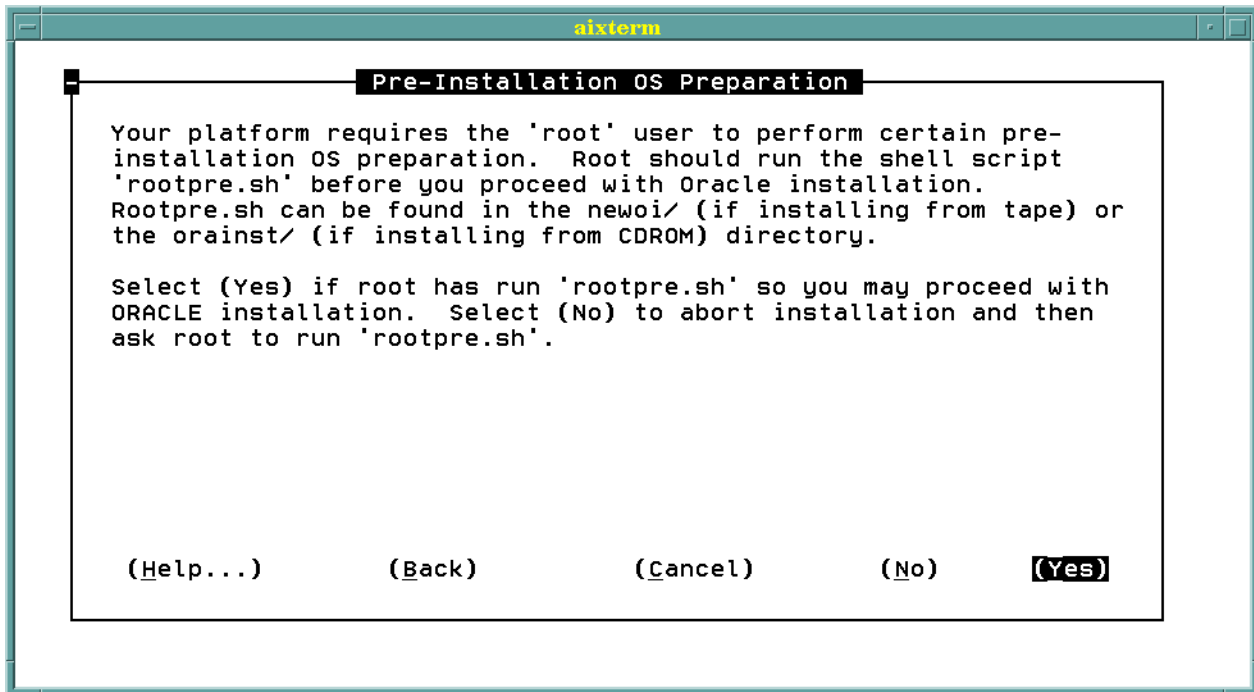 aixterm
Pre-Installation OS Preparation
Your platform requires the 'root' user to perform certain pre-
installation OS preparation.  Root should run the shell script
'rootpre.sh' before you proceed with Oracle installation.
Rootpre.sh can be found in the newoi/ (if installing from tape) or
the orainst/ (if installing from CDROM) directory.
Select (Yes) if root has run 'rootpre.sh' so you may proceed with
ORACLE installation.  Select (No) to abort installation and then
ask root to run 'rootpre.sh'.
(Help...) (Back) (Cancel) (No) (Yes)